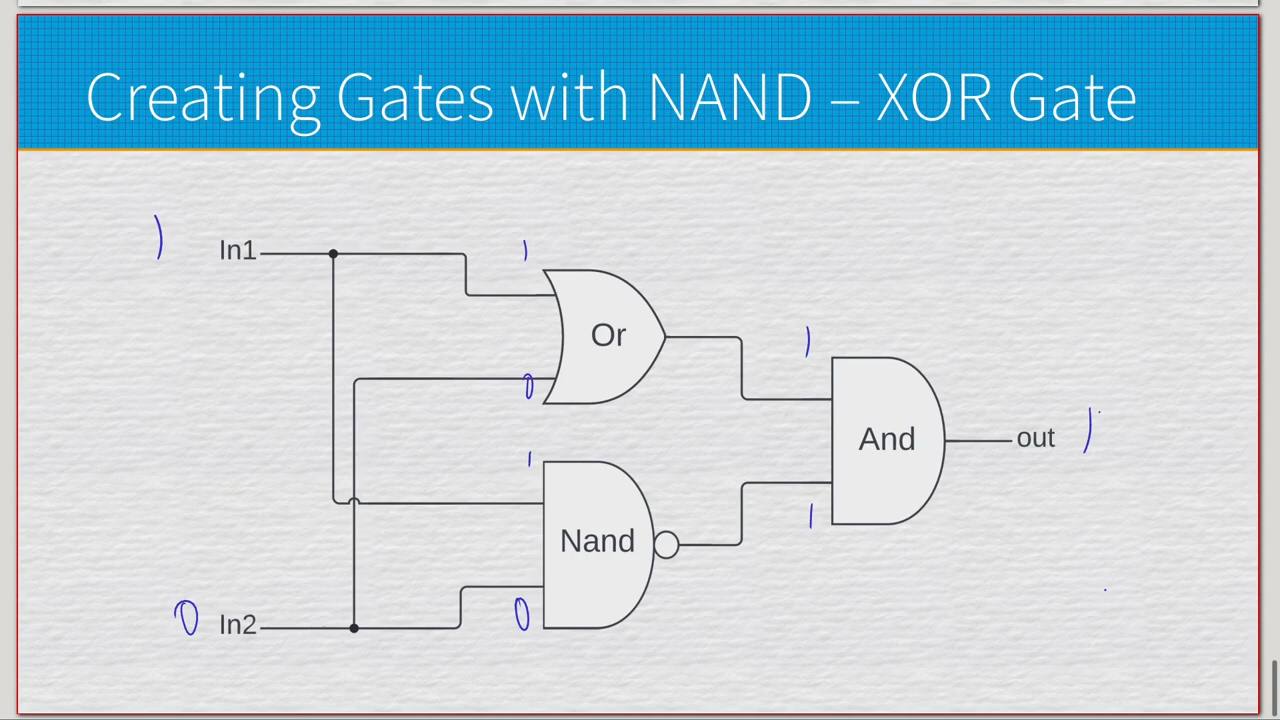 Creating Gates with NAND – XOR Gate
1
In1
1
Or
0
1
And
out
1
1
Nand
1
0
In2
0